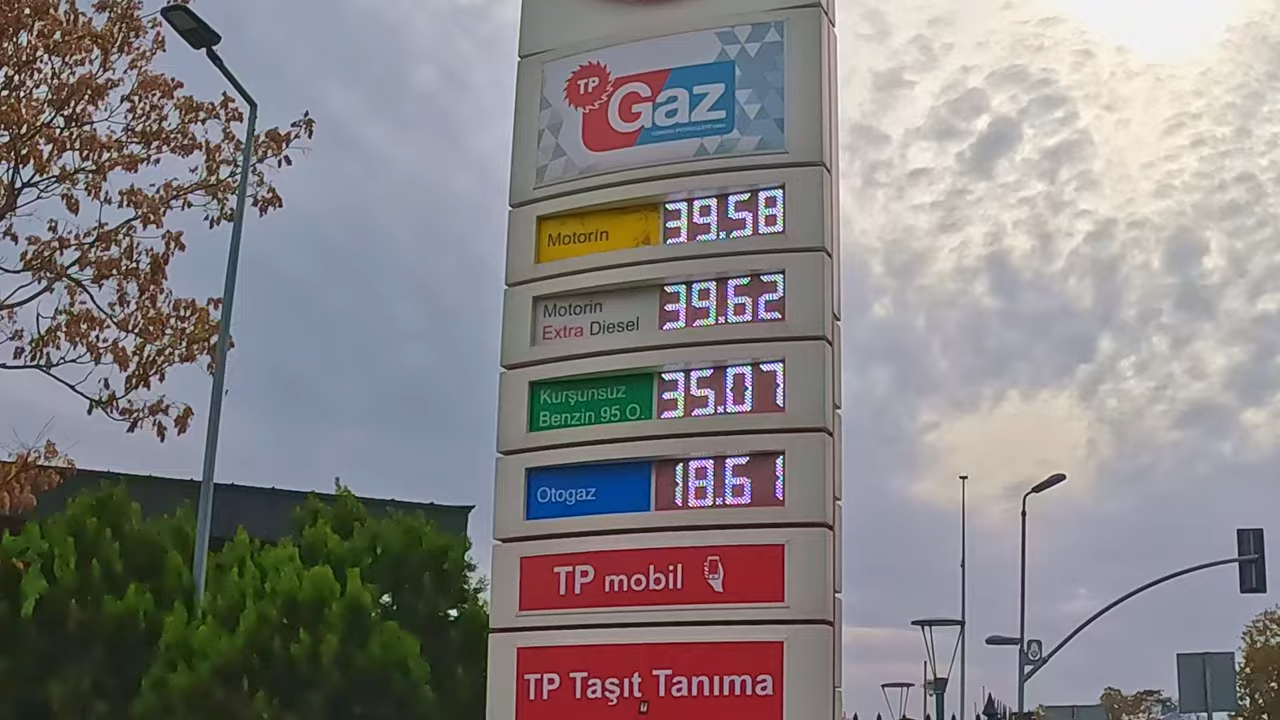 TP
Gaz
Motorin
39.58
Motorin
Extra Diesel
39.62
Kurşunsuz
Benzin 95 O.
35.07
Otogaz
18.61
TP mobil
TP Taşıt Tanıma